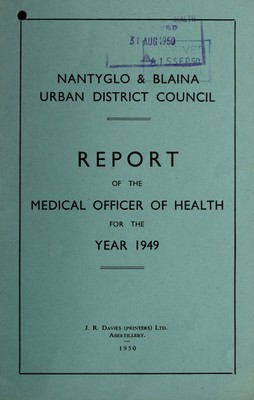 HEALTH
31 AUG 1950
NANTYGLO & BLAINA
URBAN DISTRICT COUNCIL
REPORT
OF THE
MEDICAL OFFICER OF HEALTH
FOR THE
YEAR 1949
J. R. DAVIES (PRINTERS) LTD.
ABERTILLERY.
1950